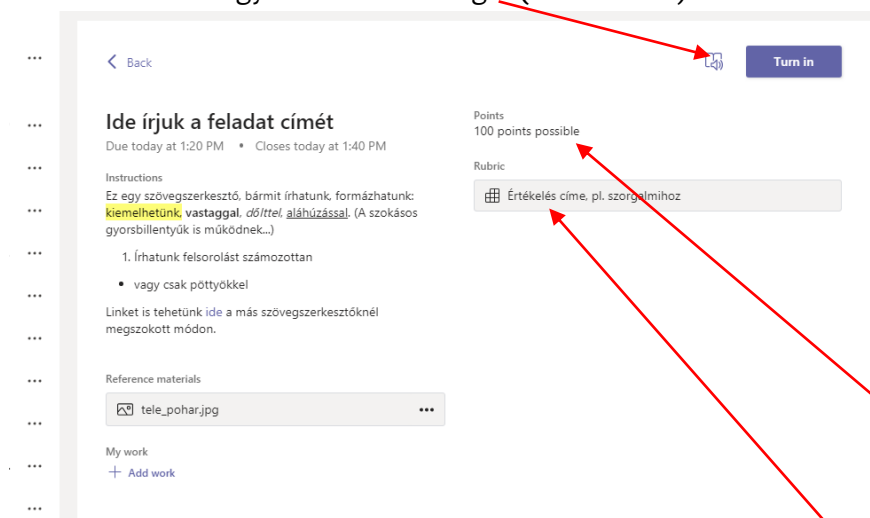 Back
Turn in
Ide írjuk a feladat címét
Due today at 1:20 PM • Closes today at 1:40 PM
Instructions
Ez egy szövegszerkesztő, bármit írhatunk, formázhatunk:
kiemelhetünk, vastaggal, dőlttel, aláhúzással. (A szokásos
gyorsbillentyűk is működnek...)
1. Írhatunk felsorolást számozottan
• vagy csak pöttyökkel
Linket is tehetünk ide a más szövegszerkesztőknél
megszokott módon.
Reference materials
tele_pohar.jpg
My work
+ Add work
Points
100 points possible
Rubric
Értékelés címe, pl. szorgalmihoz